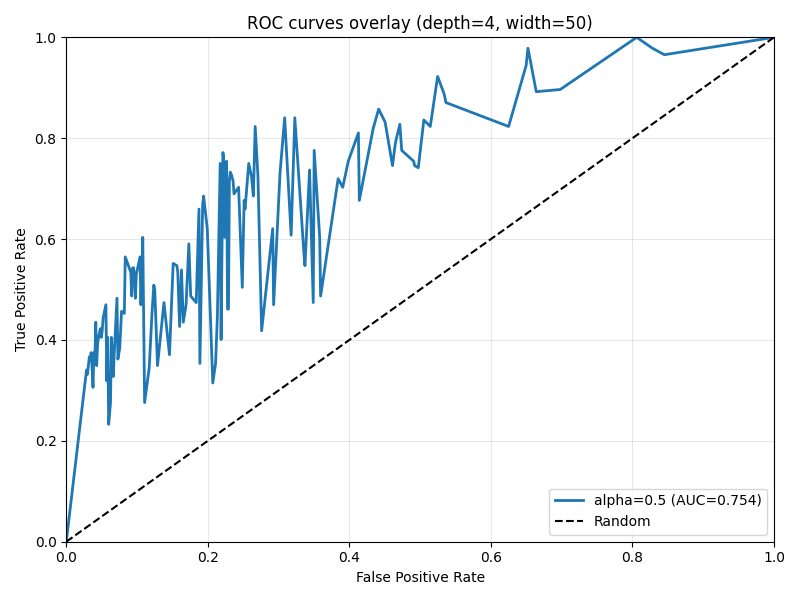 ROC curves overlay (depth=4, width=50)
True Positive Rate
1.0
0.8
0.6
0.4
0.2
0.0
0.0 0.2 0.4 0.6 0.8 1.0
False Positive Rate
alpha=0.5 (AUC=0.754)
Random